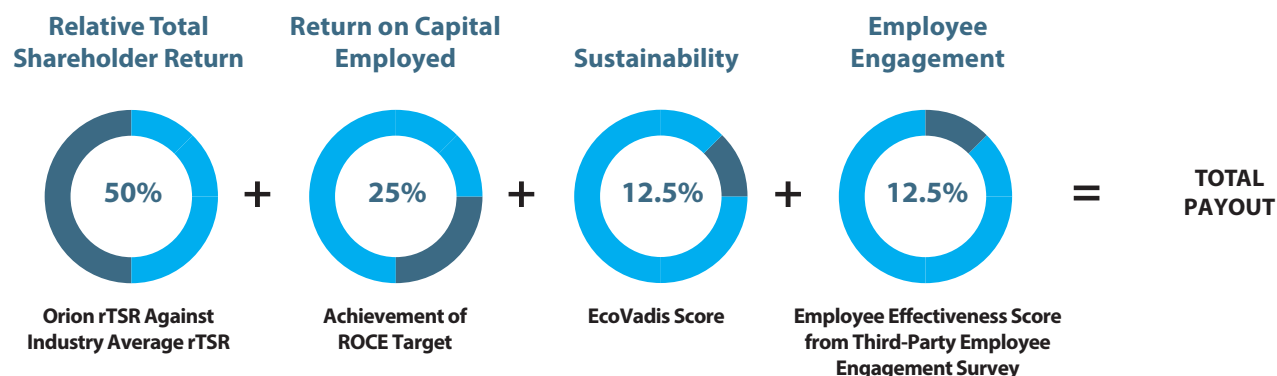 Relative Total
Shareholder Return
50%
Orion rTSR Against
Industry Average rTSR
+
Return on Capital
Employed
25%
Achievement of
ROCE Target
+
Sustainability
12.5%
EcoVadis Score
+
Employee
Engagement
12.5%
Employee Effectiveness Score
from Third-Party Employee
Engagement Survey
=
TOTAL
PAYOUT